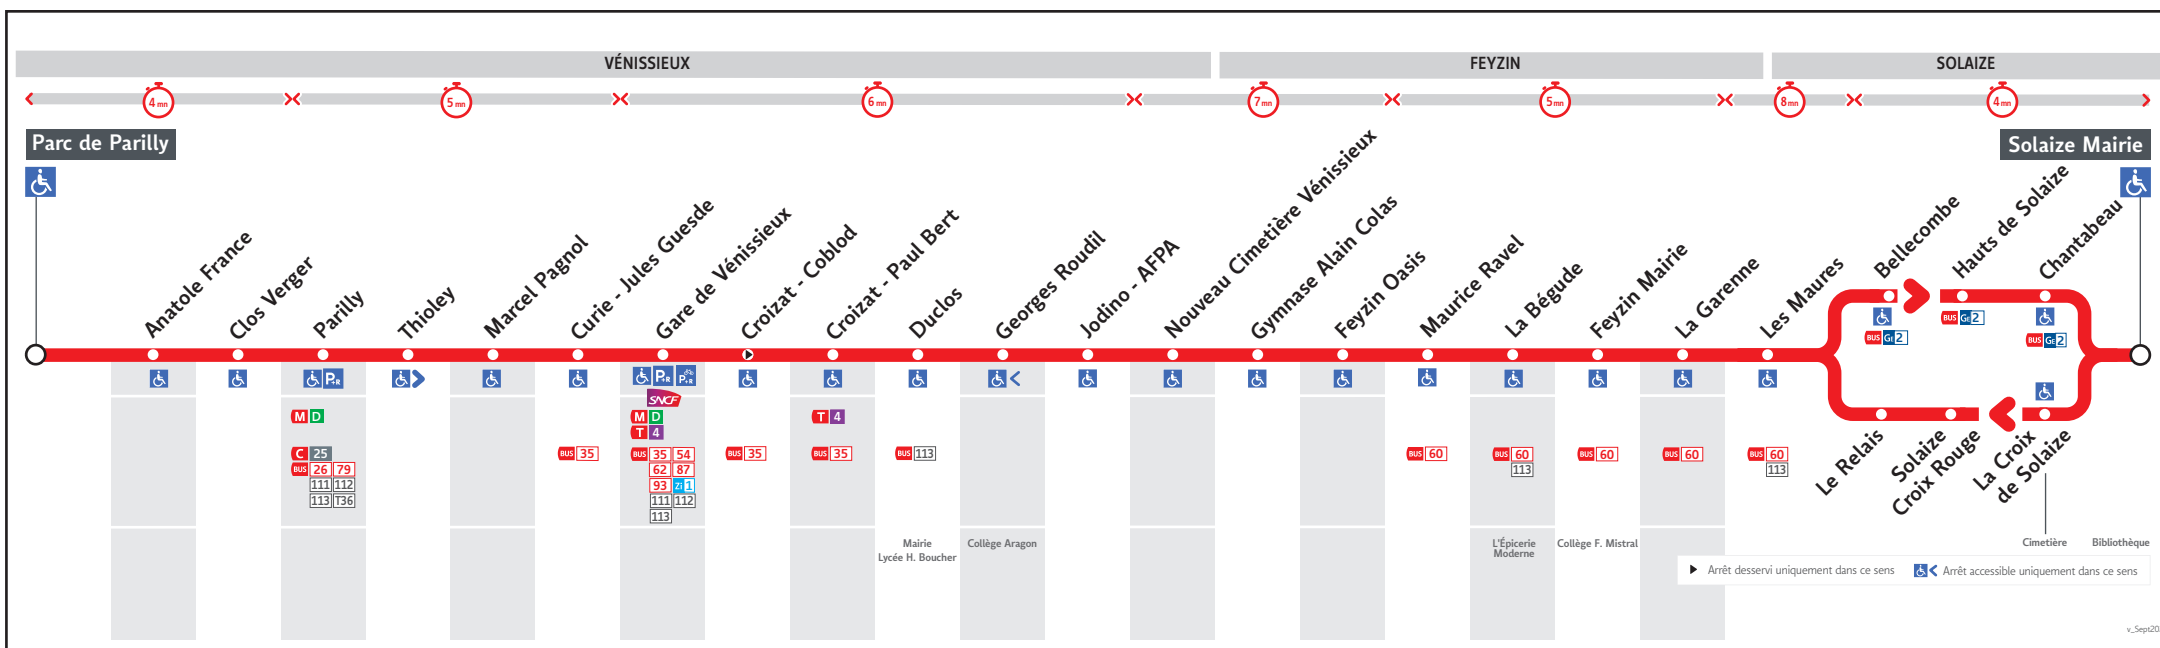 VÉNISSIEUX
FEYZIN
SOLAIZE
4 mn
5 mn
6 mn
7 mn
5 mn
8 mn
4 mn
Parc de Parilly
Solaize Mairie
Anatole France
Clos Verger
Parilly
Thioley
Marcel Pagnol
Curie - Jules Guesde
Gare de Vénissieux
Croizat - Coblod
Croizat - Paul Bert
Duclos
Georges Roudil
Jodino - AFPA
Nouveau Cimetière Vénissieux
Gymnase Alain Colas
Feyzin Oasis
Maurice Ravel
La Bégude
Feyzin Mairie
La Garenne
Les Maures
Bellecombe
Hauts de Solaize
Chantabeau
BUS GE 2
BUS GE 2
BUS GE 2
Le Relais
Solaize
Croix Rouge
La Croix
de Solaize
P+R
M D
C 25
BUS 26 79
111 112
113 T36
BUS 35
P+R P+R
SNCF
M D
T 4
BUS 35 54
62 87
93 Zi 1
111 112
113
BUS 35
T 4
BUS 35
BUS 113
BUS 60
BUS 60
113
BUS 60
BUS 60
BUS 60
113
Mairie
Lycée H. Boucher
Collège Aragon
L'Épicerie
Moderne
Collège F. Mistral
Cimetière
Bibliothèque
Arrêt desservi uniquement dans ce sens
Arrêt accessible uniquement dans ce sens